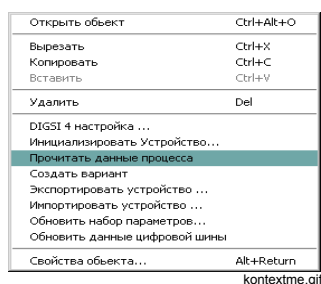 Открыть объект Ctrl+Alt+O
Вырезать Ctrl+X
Копировать Ctrl+C
Вставить Ctrl+V
Удалить Del
DIGSI 4 настройка ...
Инициализировать Устройство...
Прочитать данные процесса
Создать вариант
Экспортировать устройство ...
Импортировать устройство ...
Обновить набор параметров...
Обновить данные цифровой шины
Свойства объекта... Alt+Return
kontextme.gif